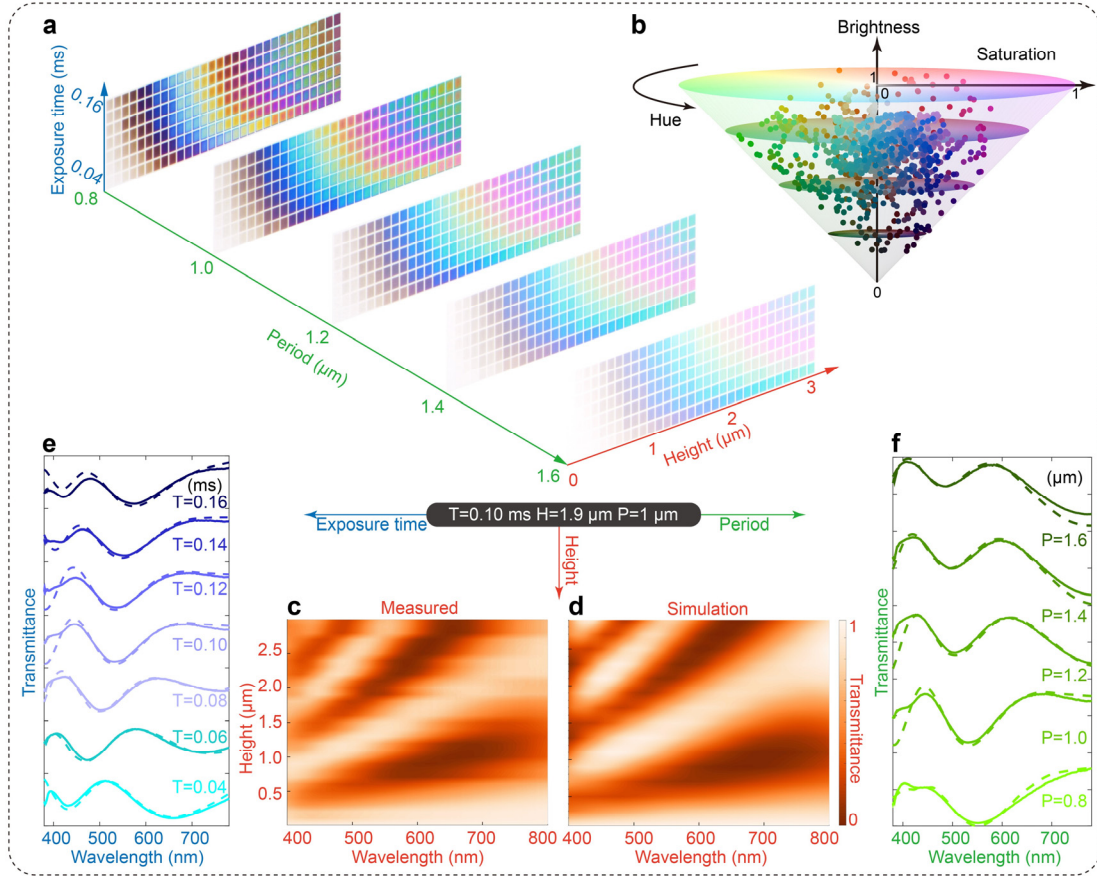 a
Exposure time (ms)
0.16
0.04
0.8
1.0
1.2
1.4
1.6
Period (μm)
0
1
2
3
Height (μm)
b
Brightness
Saturation
1
0
1
Hue
0
e
(ms)
T=0.16
T=0.14
T=0.12
T=0.10
T=0.08
T=0.06
T=0.04
Transmittance
400 500 600 700
Wavelength (nm)
T=0.10 ms H=1.9 μm P=1 μm
Exposure time
Period
Height
c
Measured
Height (μm)
2.5
2.0
1.5
1.0
0.5
400 500 600 700 800
Wavelength (nm)
d
Simulation
400 500 600 700 800
Wavelength (nm)
1
Transmittance
0
f
(μm)
P=1.6
P=1.4
P=1.2
P=1.0
P=0.8
Transmittance
400 500 600 700
Wavelength (nm)